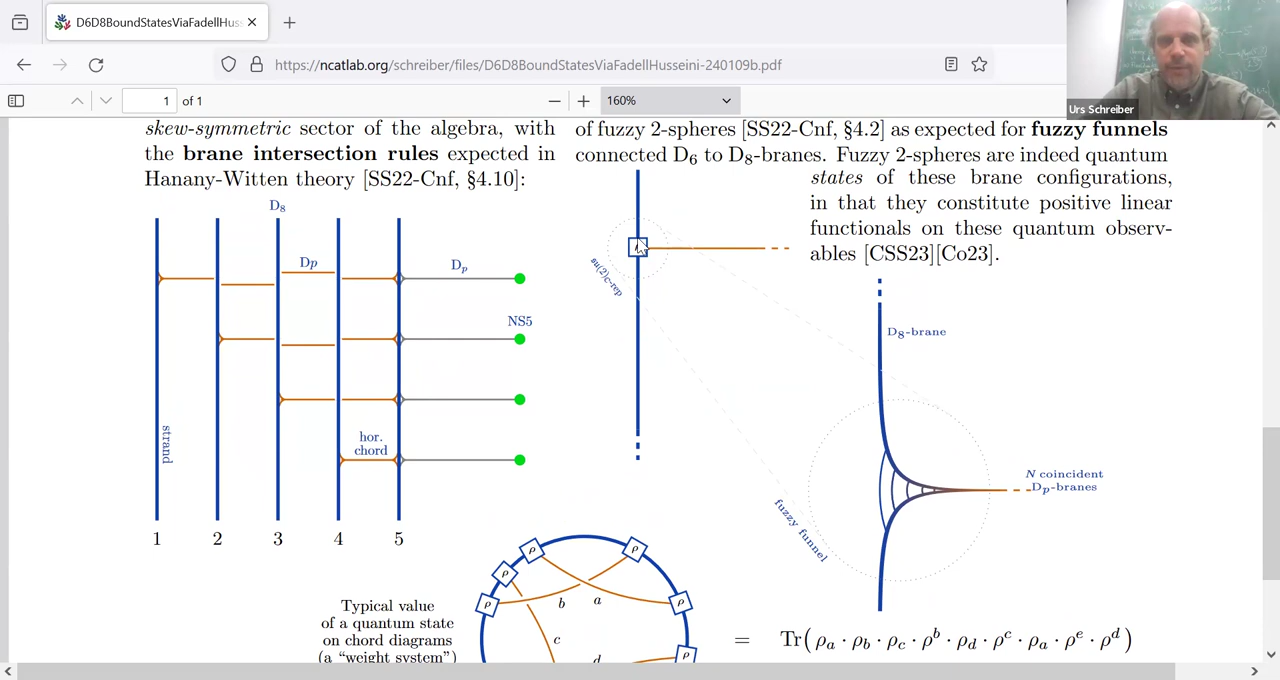 D6D8BoundStatesViaFadellHus
https://ncatlab.org/schreiber/files/D6D8BoundStatesViaFadellHusseini-240109b.pdf
1 of 1
160%
Urs Schreiber
skew-symmetric sector of the algebra, with
the brane intersection rules expected in
Hanany-Witten theory [SS22-Cnf, §4.10]:
of fuzzy 2-spheres [SS22-Cnf, §4.2] as expected for fuzzy funnels
connected D6 to D8-branes. Fuzzy 2-spheres are indeed quantum
states of these brane configurations,
in that they constitute positive linear
functionals on these quantum observ-
ables [CSS23][Co23].
D8
Dp
Dp
NS5
strand
hor.
chord
1 2 3 4 5
su(2)ℂ-rep
D8-brane
N coincident
Dp-branes
fuzzy funnel
Typical value
of a quantum state
on chord diagrams
(a “weight system”)
ρ ρ
ρ
ρ ρ
b a
c
d
ρ
= Tr(ρa · ρb · ρc · ρ^b · ρd · ρ^c · ρa · ρ^e · ρ^d)